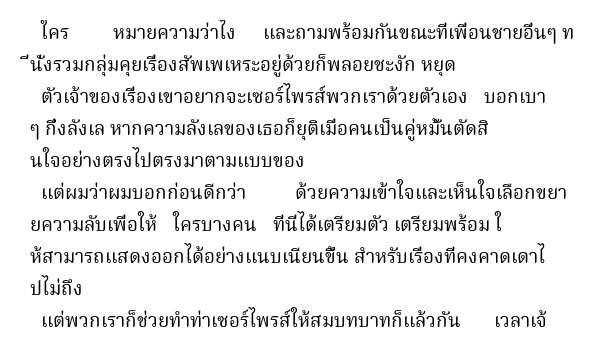 ใคร หมายความว่าไง และถามพร้อมกันขณะที่เพื่อนชายอื่นๆ ท
ี่นั่งรวมกลุ่มคุยเรื่องสัพเพเหระอยู่ด้วยก็พลอยชะงัก หยุด
ตัวเจ้าของเรื่องเขาอยากจะเซอร์ไพรส์พวกเราด้วยตัวเอง บอกเบา
ๆ กึ่งลังเล หากความลังเลของเธอก็ยุติเมื่อคนเป็นคู่หมั้นตัดสิ
นใจอย่างตรงไปตรงมาตามแบบของ
แต่ผมว่าผมบอกก่อนดีกว่า ด้วยความเข้าใจและเห็นใจเลือกขยา
ยความลับเพื่อให้ ใครบางคน ที่นี่ได้เตรียมตัว เตรียมพร้อม ใ
ห้สามารถแสดงออกได้อย่างแนบเนียนขึ้น สำหรับเรื่องที่คงคาดเดาไ
ปไม่ถึง
แต่พวกเราก็ช่วยทำท่าเซอร์ไพรส์ให้สมบทบาทก็แล้วกัน เวลาเจ้